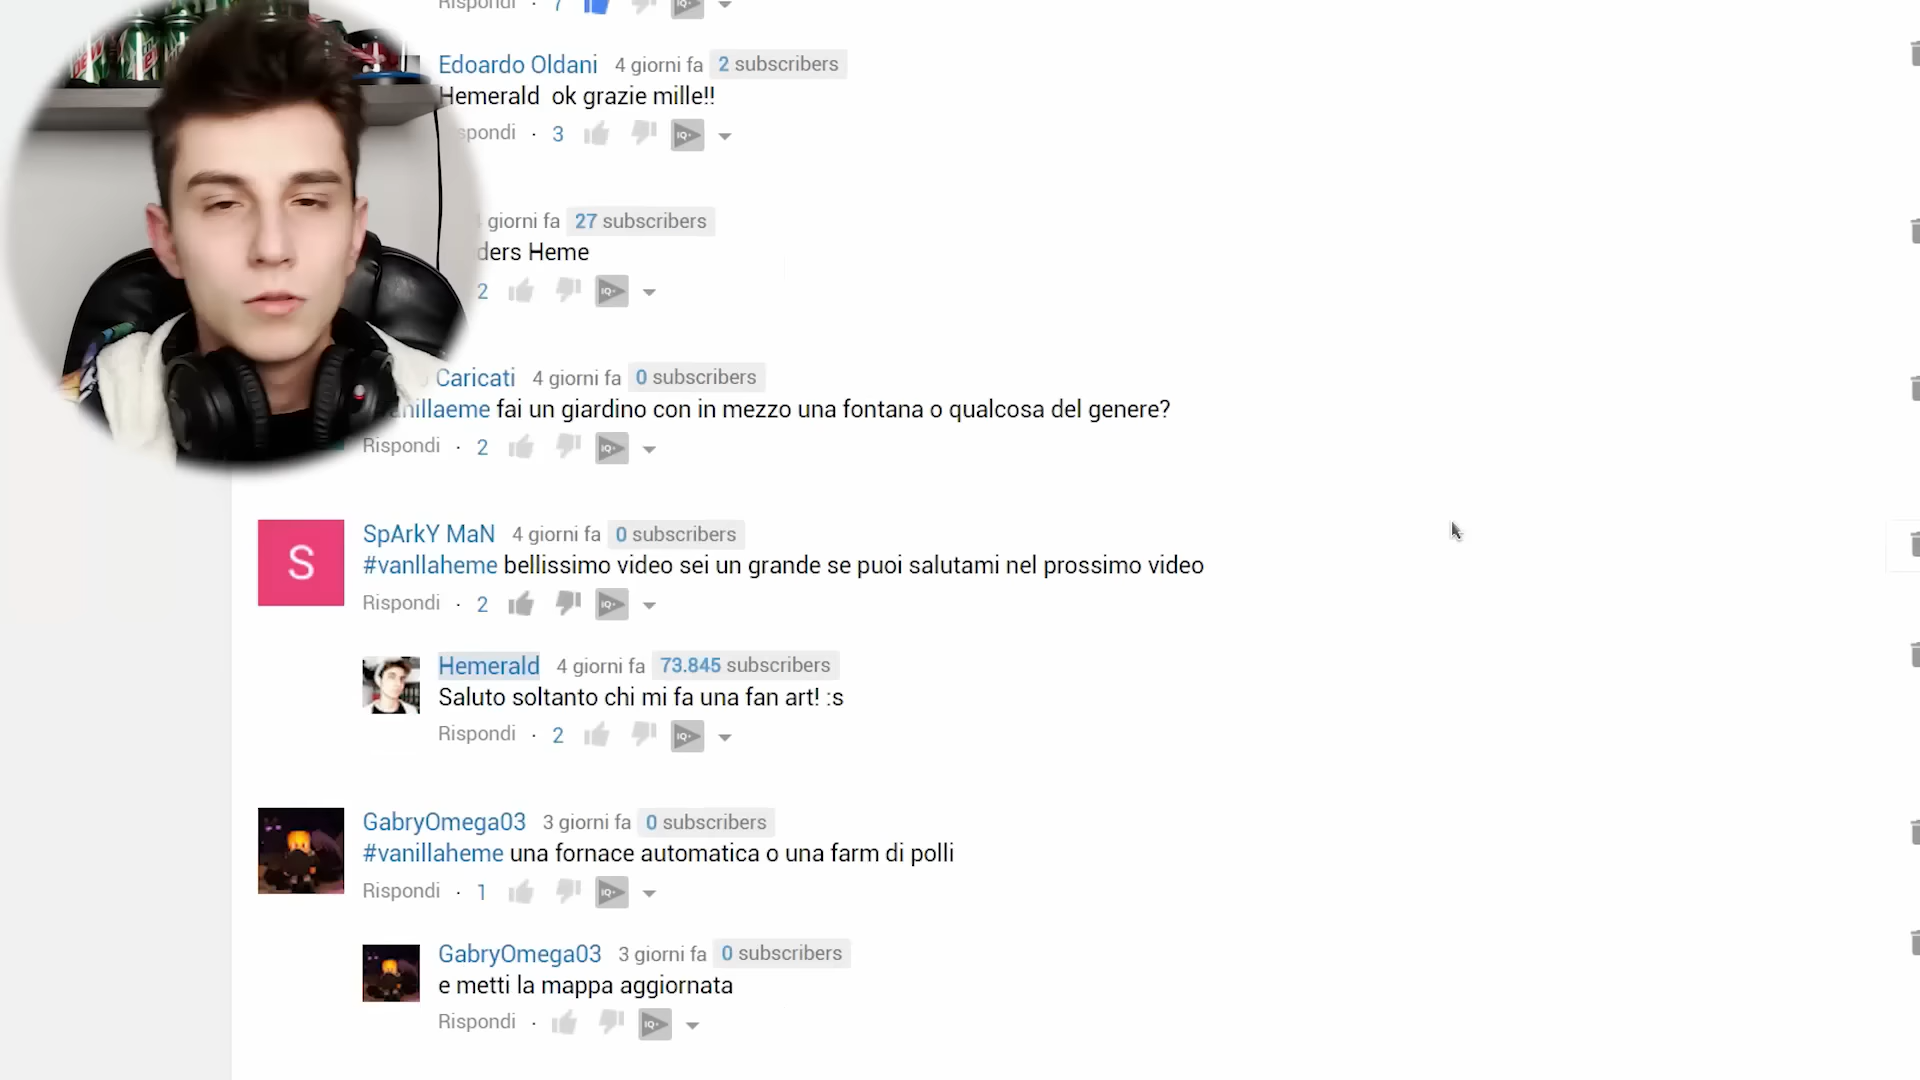 Rispondi · 7
Edoardo Oldani 4 giorni fa 2 subscribers
Hemerald ok grazie mille!!
spondi · 3
giorni fa 27 subscribers
ders Heme
2
Caricati 4 giorni fa 0 subscribers
anillaeme fai un giardino con in mezzo una fontana o qualcosa del genere?
Rispondi · 2
S
SpArkY MaN 4 giorni fa 0 subscribers
#vanllaheme bellissimo video sei un grande se puoi salutami nel prossimo video
Rispondi · 2
Hemerald 4 giorni fa 73.845 subscribers
Saluto soltanto chi mi fa una fan art! :s
Rispondi · 2
GabryOmega03 3 giorni fa 0 subscribers
#vanillaheme una fornace automatica o una farm di polli
Rispondi · 1
GabryOmega03 3 giorni fa 0 subscribers
e metti la mappa aggiornata
Rispondi ·